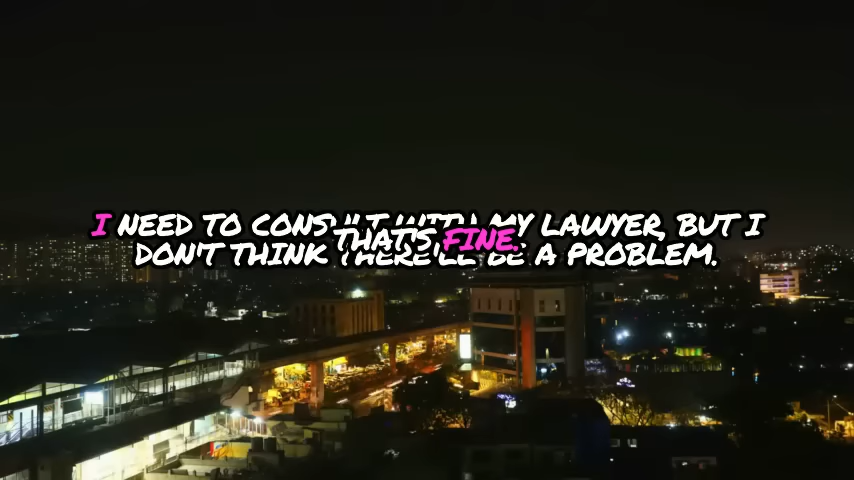 I NEED TO CONSULT WITH MY LAWYER, BUT I
DON'T THINK THERE'LL BE A PROBLEM.
THAT'S FINE.